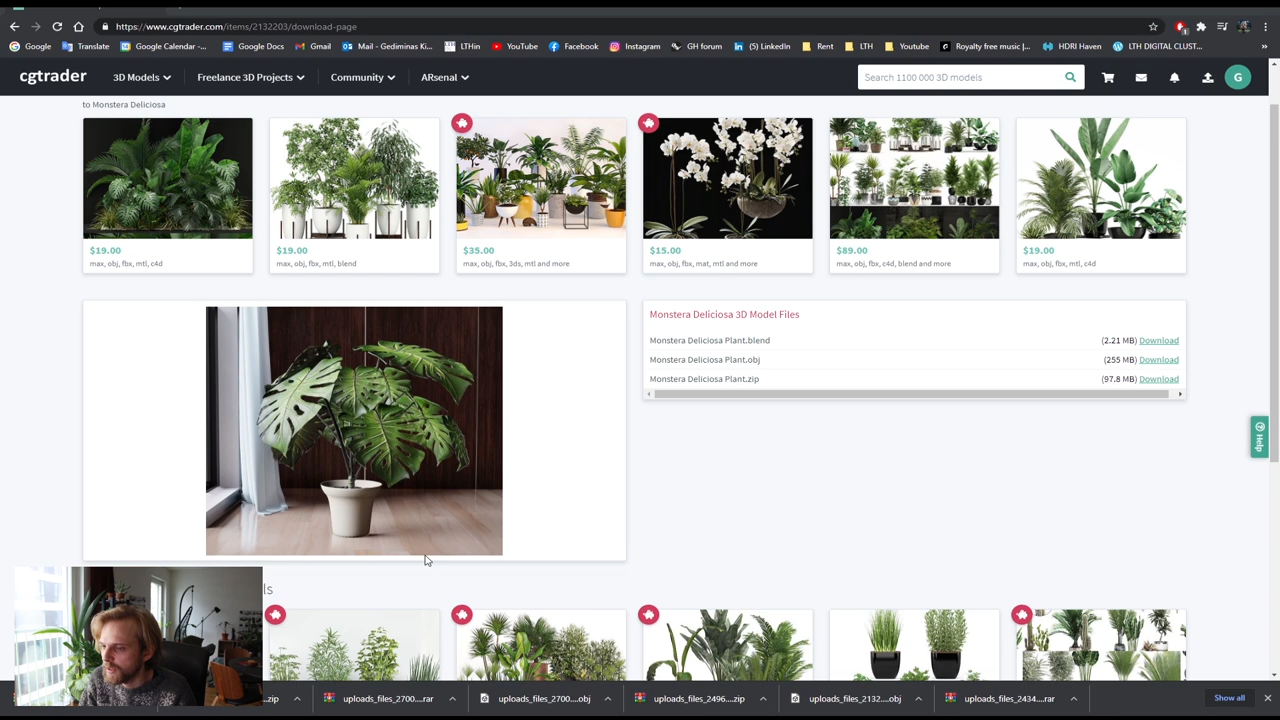 https://www.cgtrader.com/items/2132203/download-page
Google
Translate
Google Calendar -...
Google Docs
Gmail
Mail - Gediminas Ki...
LTHin
YouTube
Facebook
Instagram
GH forum
(5) LinkedIn
Rent
LTH
Youtube
Royalty free music |...
HDRI Haven
LTH DIGITAL CLUST...
»
cgtrader
3D Models
Freelance 3D Projects
Community
ARsenal
Search 1100 000 3D models
G
to Monstera Deliciosa
$19.00
max, obj, fbx, mtl, c4d
$19.00
max, obj, fbx, mtl, blend
$35.00
max, obj, fbx, 3ds, mtl and more
$15.00
max, obj, fbx, mat, mtl and more
$89.00
max, obj, fbx, c4d, blend and more
$19.00
max, obj, fbx, mtl, c4d
Monstera Deliciosa 3D Model Files
Monstera Deliciosa Plant.blend (2.21 MB) Download
Monstera Deliciosa Plant.obj (255 MB) Download
Monstera Deliciosa Plant.zip (97.8 MB) Download
Help
ls
.zip
uploads_files_2700....rar
uploads_files_2700....obj
uploads_files_2496....zip
uploads_files_2132....obj
uploads_files_2434....rar
Show all